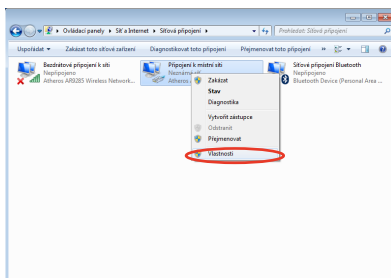 Ovládací panely ▸ Síť a Internet ▸ Síťová připojení ▸
Prohledat: Síťová připojení
Uspořádat Zakázat toto síťové zařízení Diagnostikovat toto připojení Přejmenovat toto připojení »
Bezdrátové připojení k síti
Nepřipojeno
Atheros AR9285 Wireless Network...
Připojení k místní síti
Neznámá
Atheros
Síťové připojení Bluetooth
Nepřipojeno
Bluetooth Device (Personal Area ...
Zakázat
Stav
Diagnostika
Vytvořit zástupce
Odstranit
Přejmenovat
Vlastnosti